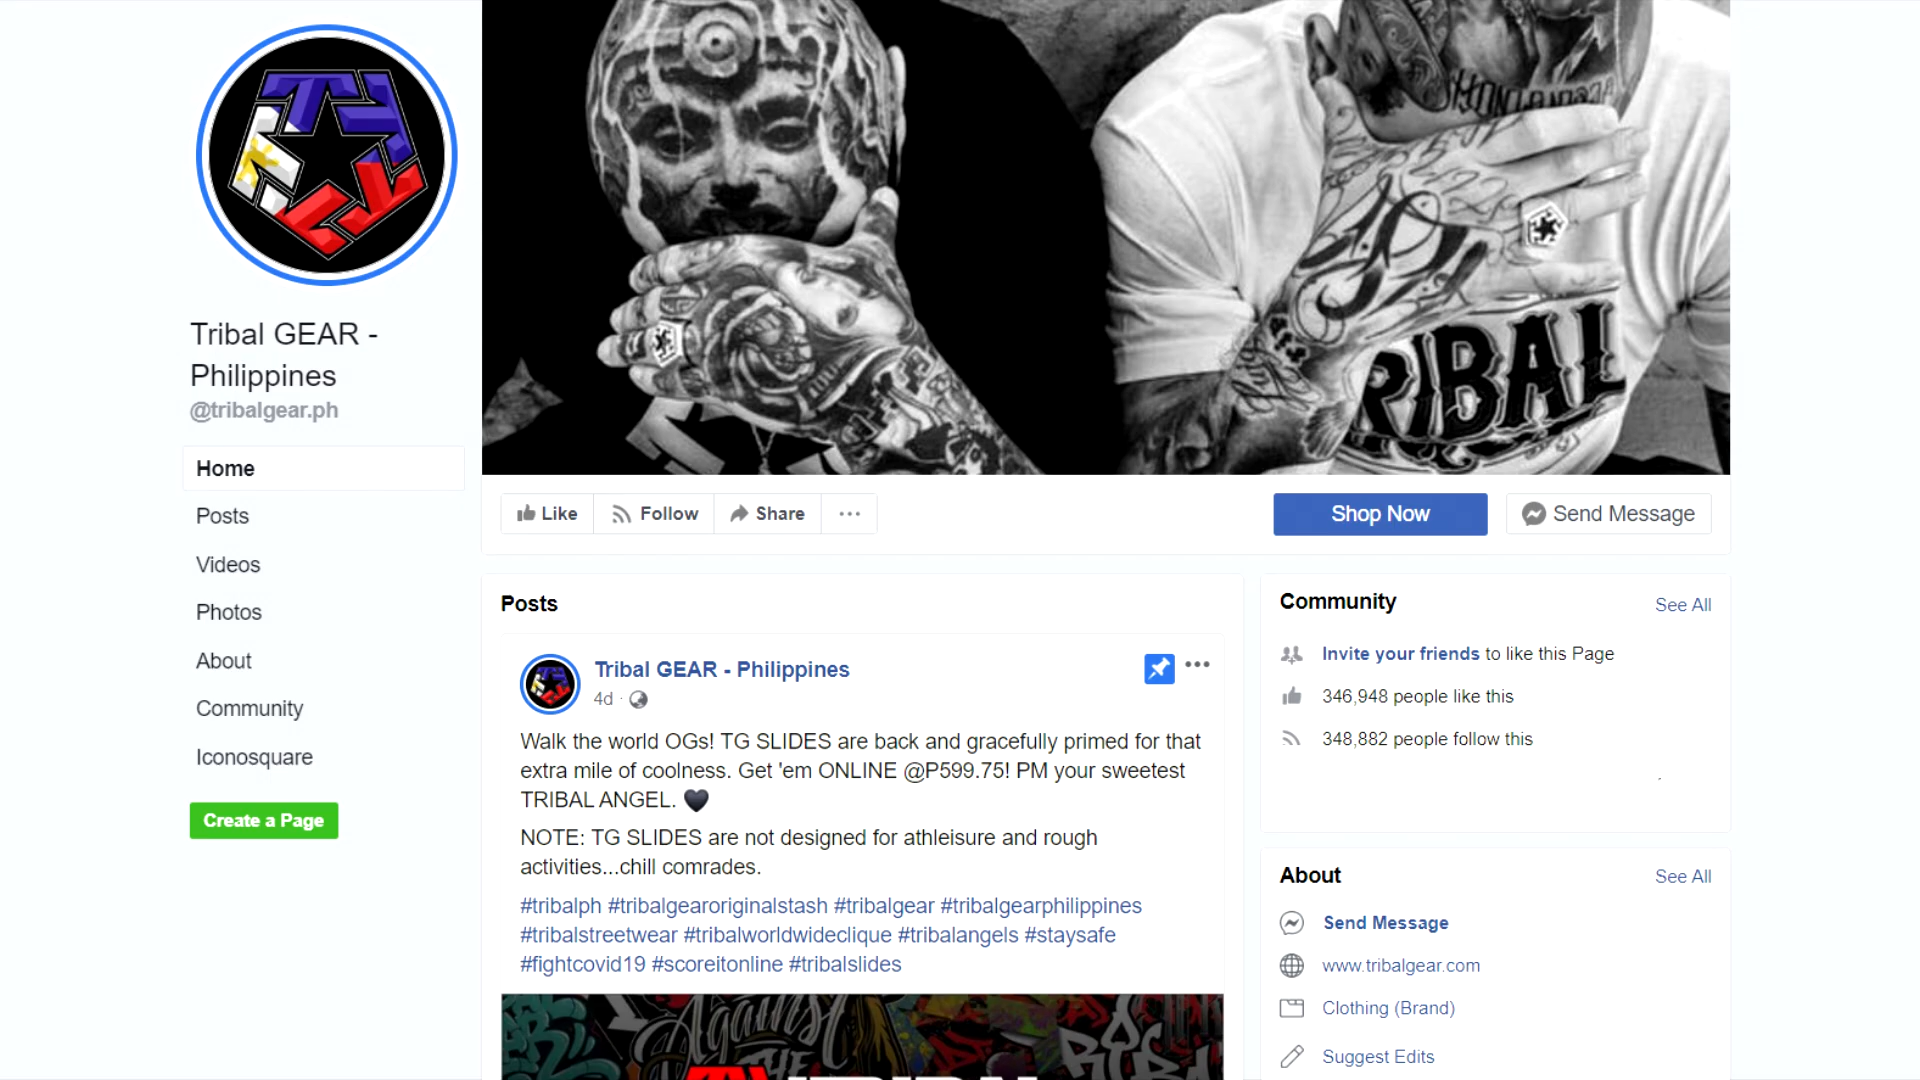 Tribal GEAR -
Philippines
@tribalgear.ph
Home
Posts
Videos
Photos
About
Community
Iconosquare
Create a Page
TRIBAL
Like
Follow
Share
Shop Now
Send Message
Posts
Tribal GEAR - Philippines
4d ·
Walk the world OGs! TG SLIDES are back and gracefully primed for that
extra mile of coolness. Get 'em ONLINE @P599.75! PM your sweetest
TRIBAL ANGEL. 🖤
NOTE: TG SLIDES are not designed for athleisure and rough
activities...chill comrades.
#tribalph #tribalgearoriginalstash #tribalgear #tribalgearphilippines
#tribalstreetwear #tribalworldwideclique #tribalangels #staysafe
#fightcovid19 #scoreitonline #tribalslides
Against
THE
Community
See All
Invite your friends to like this Page
346,948 people like this
348,882 people follow this
About
See All
Send Message
www.tribalgear.com
Clothing (Brand)
Suggest Edits